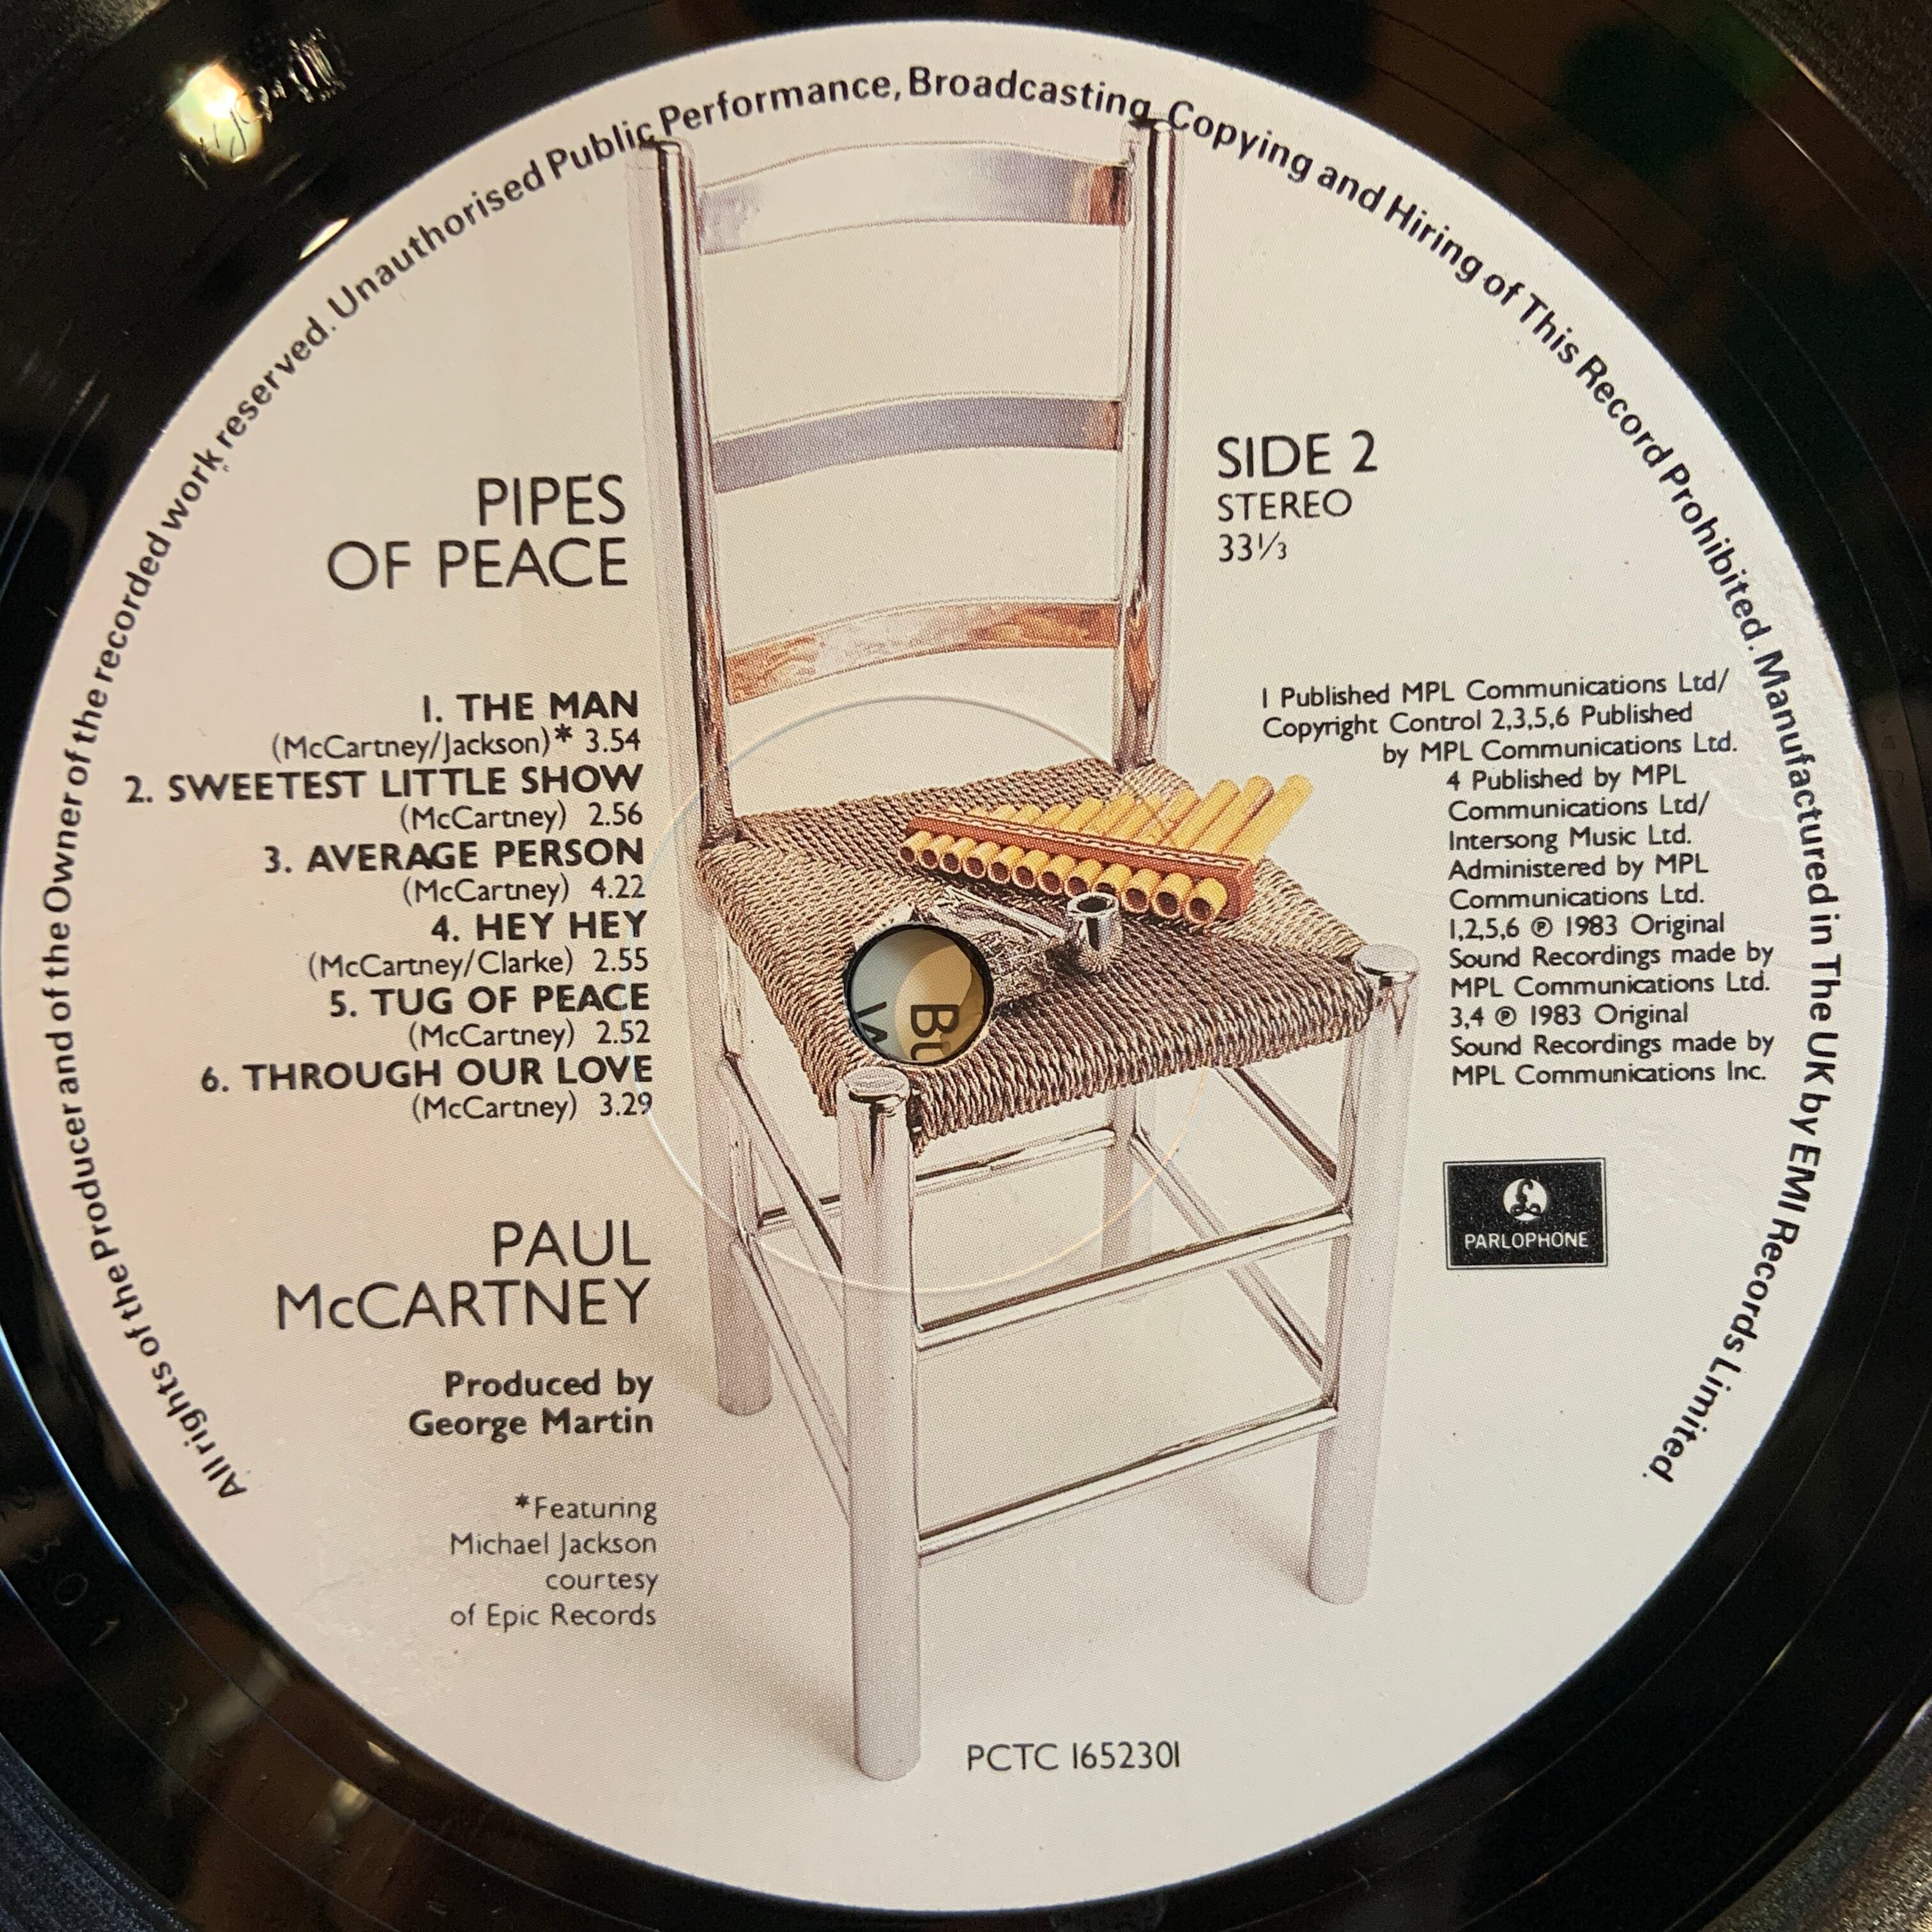 All rights of the Producer and of the Owner of the recorded work reserved. Unauthorised Public Performance, Broadcasting, Copying and Hiring of This Record Prohibited. Manufactured in The UK by EMI Records Limited.
PIPES
OF PEACE
SIDE 2
STEREO
33⅓
1. THE MAN
(McCartney/Jackson)* 3.54
2. SWEETEST LITTLE SHOW
(McCartney) 2.56
3. AVERAGE PERSON
(McCartney) 4.22
4. HEY HEY
(McCartney/Clarke) 2.55
5. TUG OF PEACE
(McCartney) 2.52
6. THROUGH OUR LOVE
(McCartney) 3.29
1 Published MPL Communications Ltd/
Copyright Control 2,3,5,6 Published
by MPL Communications Ltd.
4 Published by MPL
Communications Ltd/
Intersong Music Ltd.
Administered by MPL
Communications Ltd.
1,2,5,6 ℗ 1983 Original
Sound Recordings made by
MPL Communications Ltd.
3,4 ℗ 1983 Original
Sound Recordings made by
MPL Communications Inc.
PARLOPHONE
PAUL
McCARTNEY
Produced by
George Martin
*Featuring
Michael Jackson
courtesy
of Epic Records
PCTC 1652301